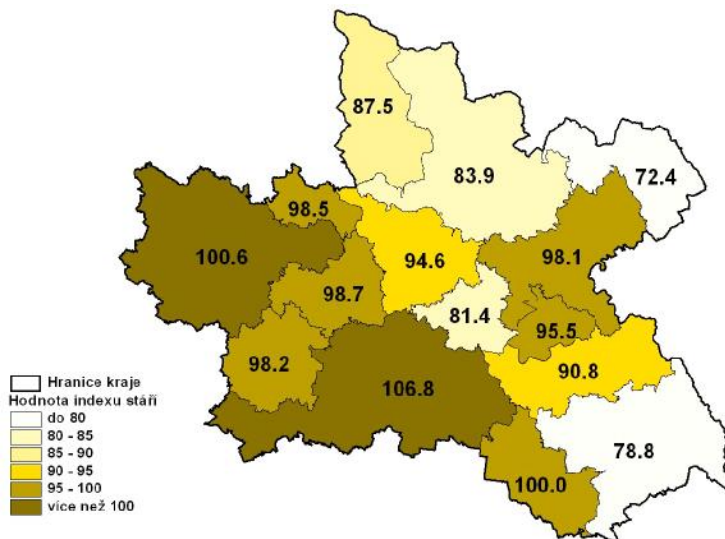 87.5
83.9
72.4
98.5
100.6
94.6
98.1
98.7
81.4
95.5
98.2
106.8
90.8
78.8
100.0
Hranice kraje
Hodnota indexu stáří
do 80
80 - 85
85 - 90
90 - 95
95 - 100
více než 100